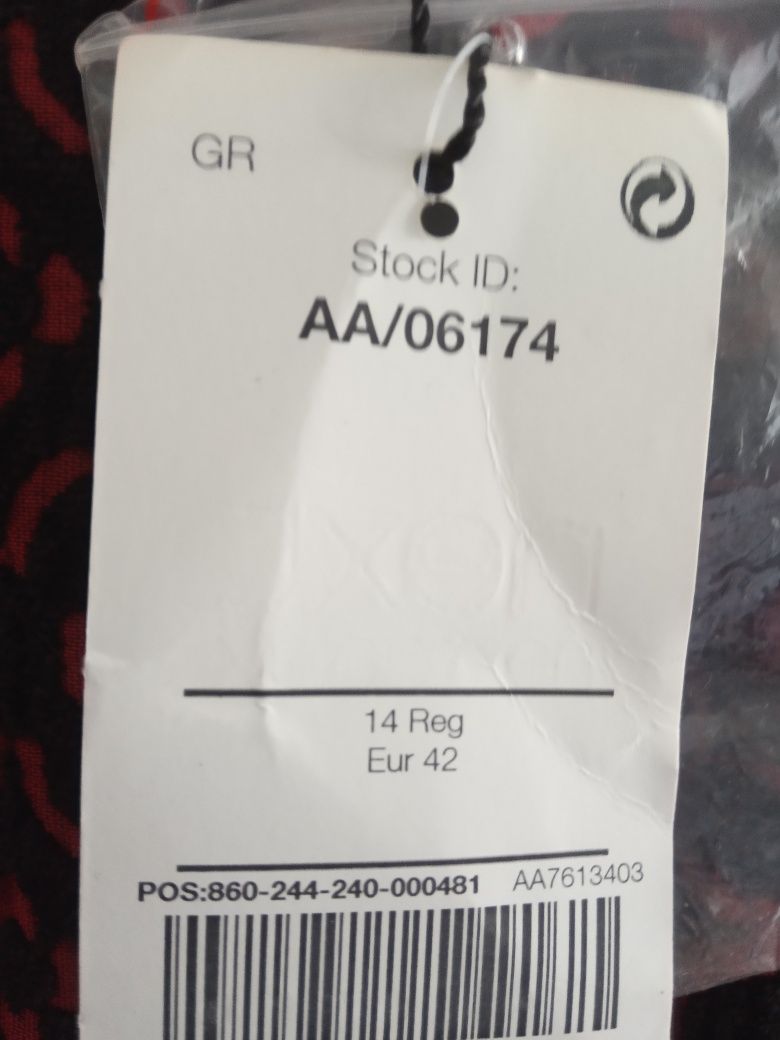 GR
Stock ID:
AA/06174
14 Reg
Eur 42
POS:860-244-240-000481 AA7613403